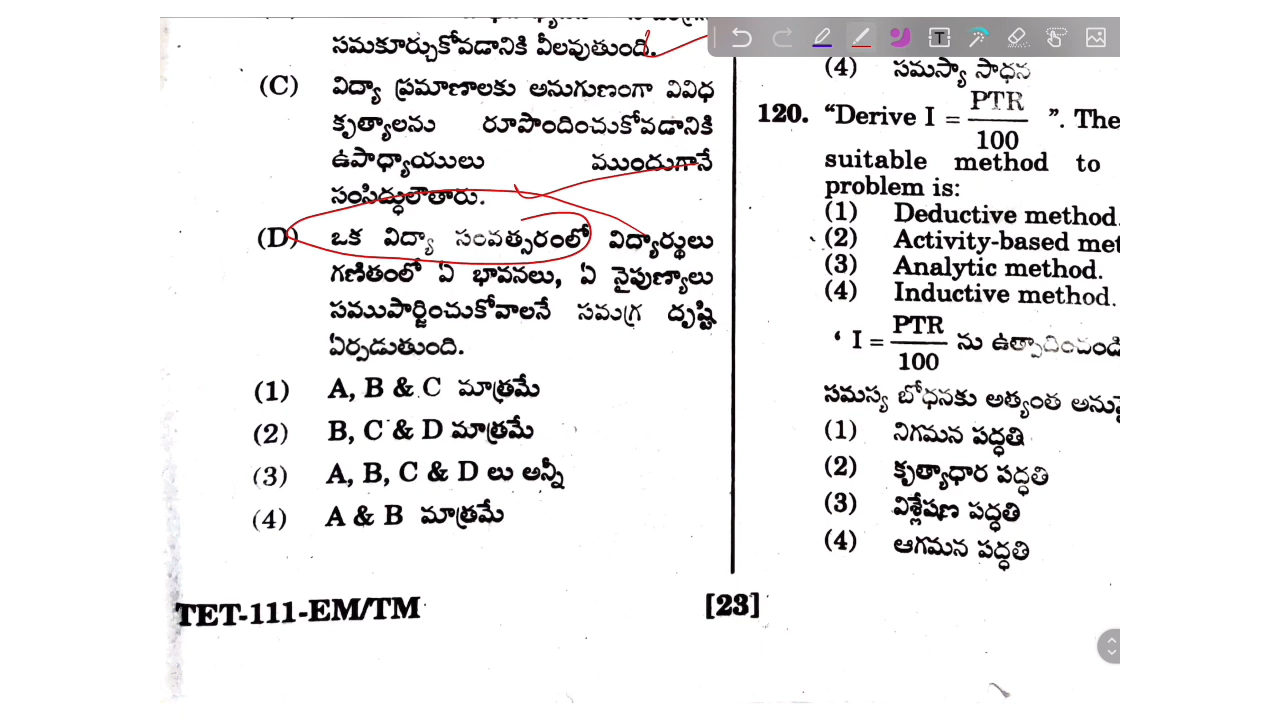 సమకూర్చుకోవడానికి వీలవుతుంది.
(C) విద్యా ప్రమాణాలకు అనుగుణంగా వివిధ
కృత్యాలను రూపొందించుకోవడానికి
ఉపాధ్యాయులు ముందుగానే
సంసిద్ధులౌతారు.
(D) ఒక విద్యా సంవత్సరంలో విద్యార్థులు
గణితంలో ఏ భావనలు, ఏ నైపుణ్యాలు
సముపార్జించుకోవాలనే సమగ్ర దృష్టి
ఏర్పడుతుంది.
(1) A, B & C మాత్రమే
(2) B, C & D మాత్రమే
(3) A, B, C & D లు అన్నీ
(4) A & B మాత్రమే
TET-111-EM/TM
[23]
(4) సమస్యా సాధన
120. “Derive I = PTR/100 ”. The
suitable method to
problem is:
(1) Deductive method.
(2) Activity-based met
(3) Analytic method.
(4) Inductive method.
‘ I = PTR/100 ను ఉత్పాదించండి
సమస్య బోధనకు అత్యంత
(1) నిగమన పద్ధతి
(2) కృత్యాధార పద్ధతి
(3) విశ్లేషణ పద్ధతి
(4) ఆగమన పద్ధతి